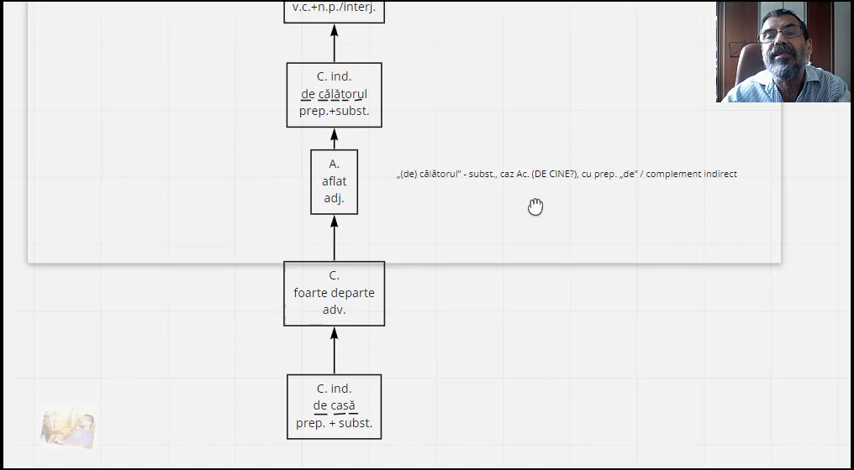 v.c.+n.p./interj.
C. ind.
de călătorul
prep.+subst.
A.
aflat
adj.
„(de) călătorul” - subst., caz Ac. (DE CINE?), cu prep. „de” / complement indirect
C.
foarte departe
adv.
C. ind.
de casă
prep. + subst.